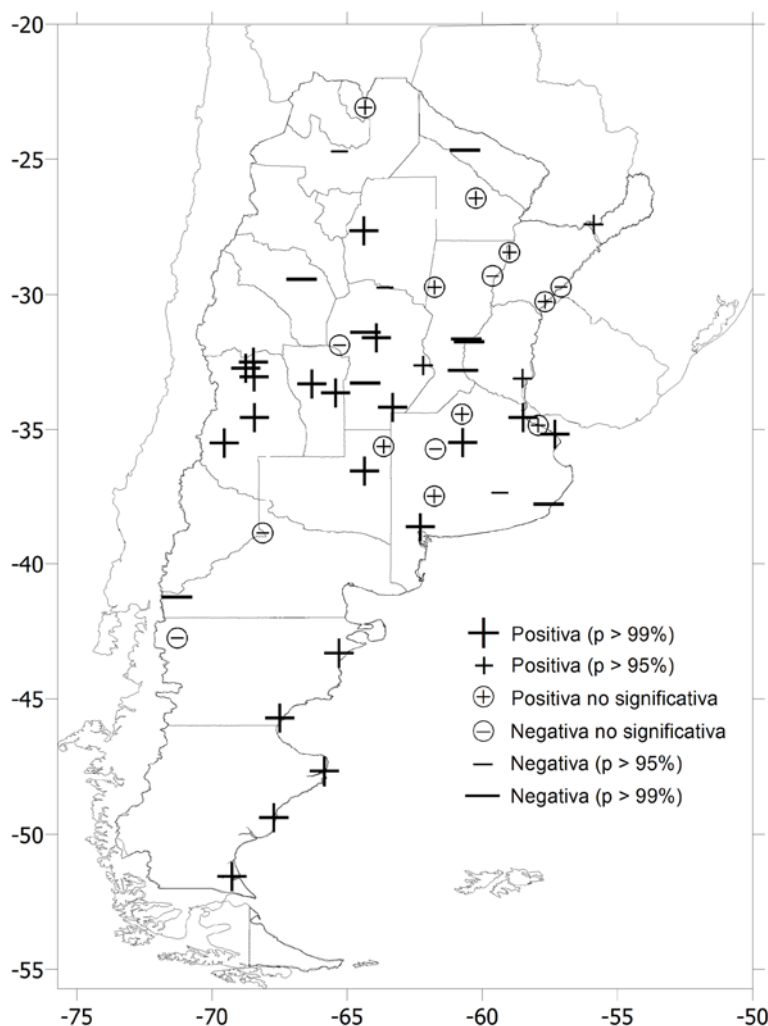 -20
-25
-30
-35
-40
-45
-50
-55
Positiva (p > 99%)
Positiva (p > 95%)
Positiva no significativa
Negativa no significativa
Negativa (p > 95%)
Negativa (p > 99%)
-75 -70 -65 -60 -55 -50